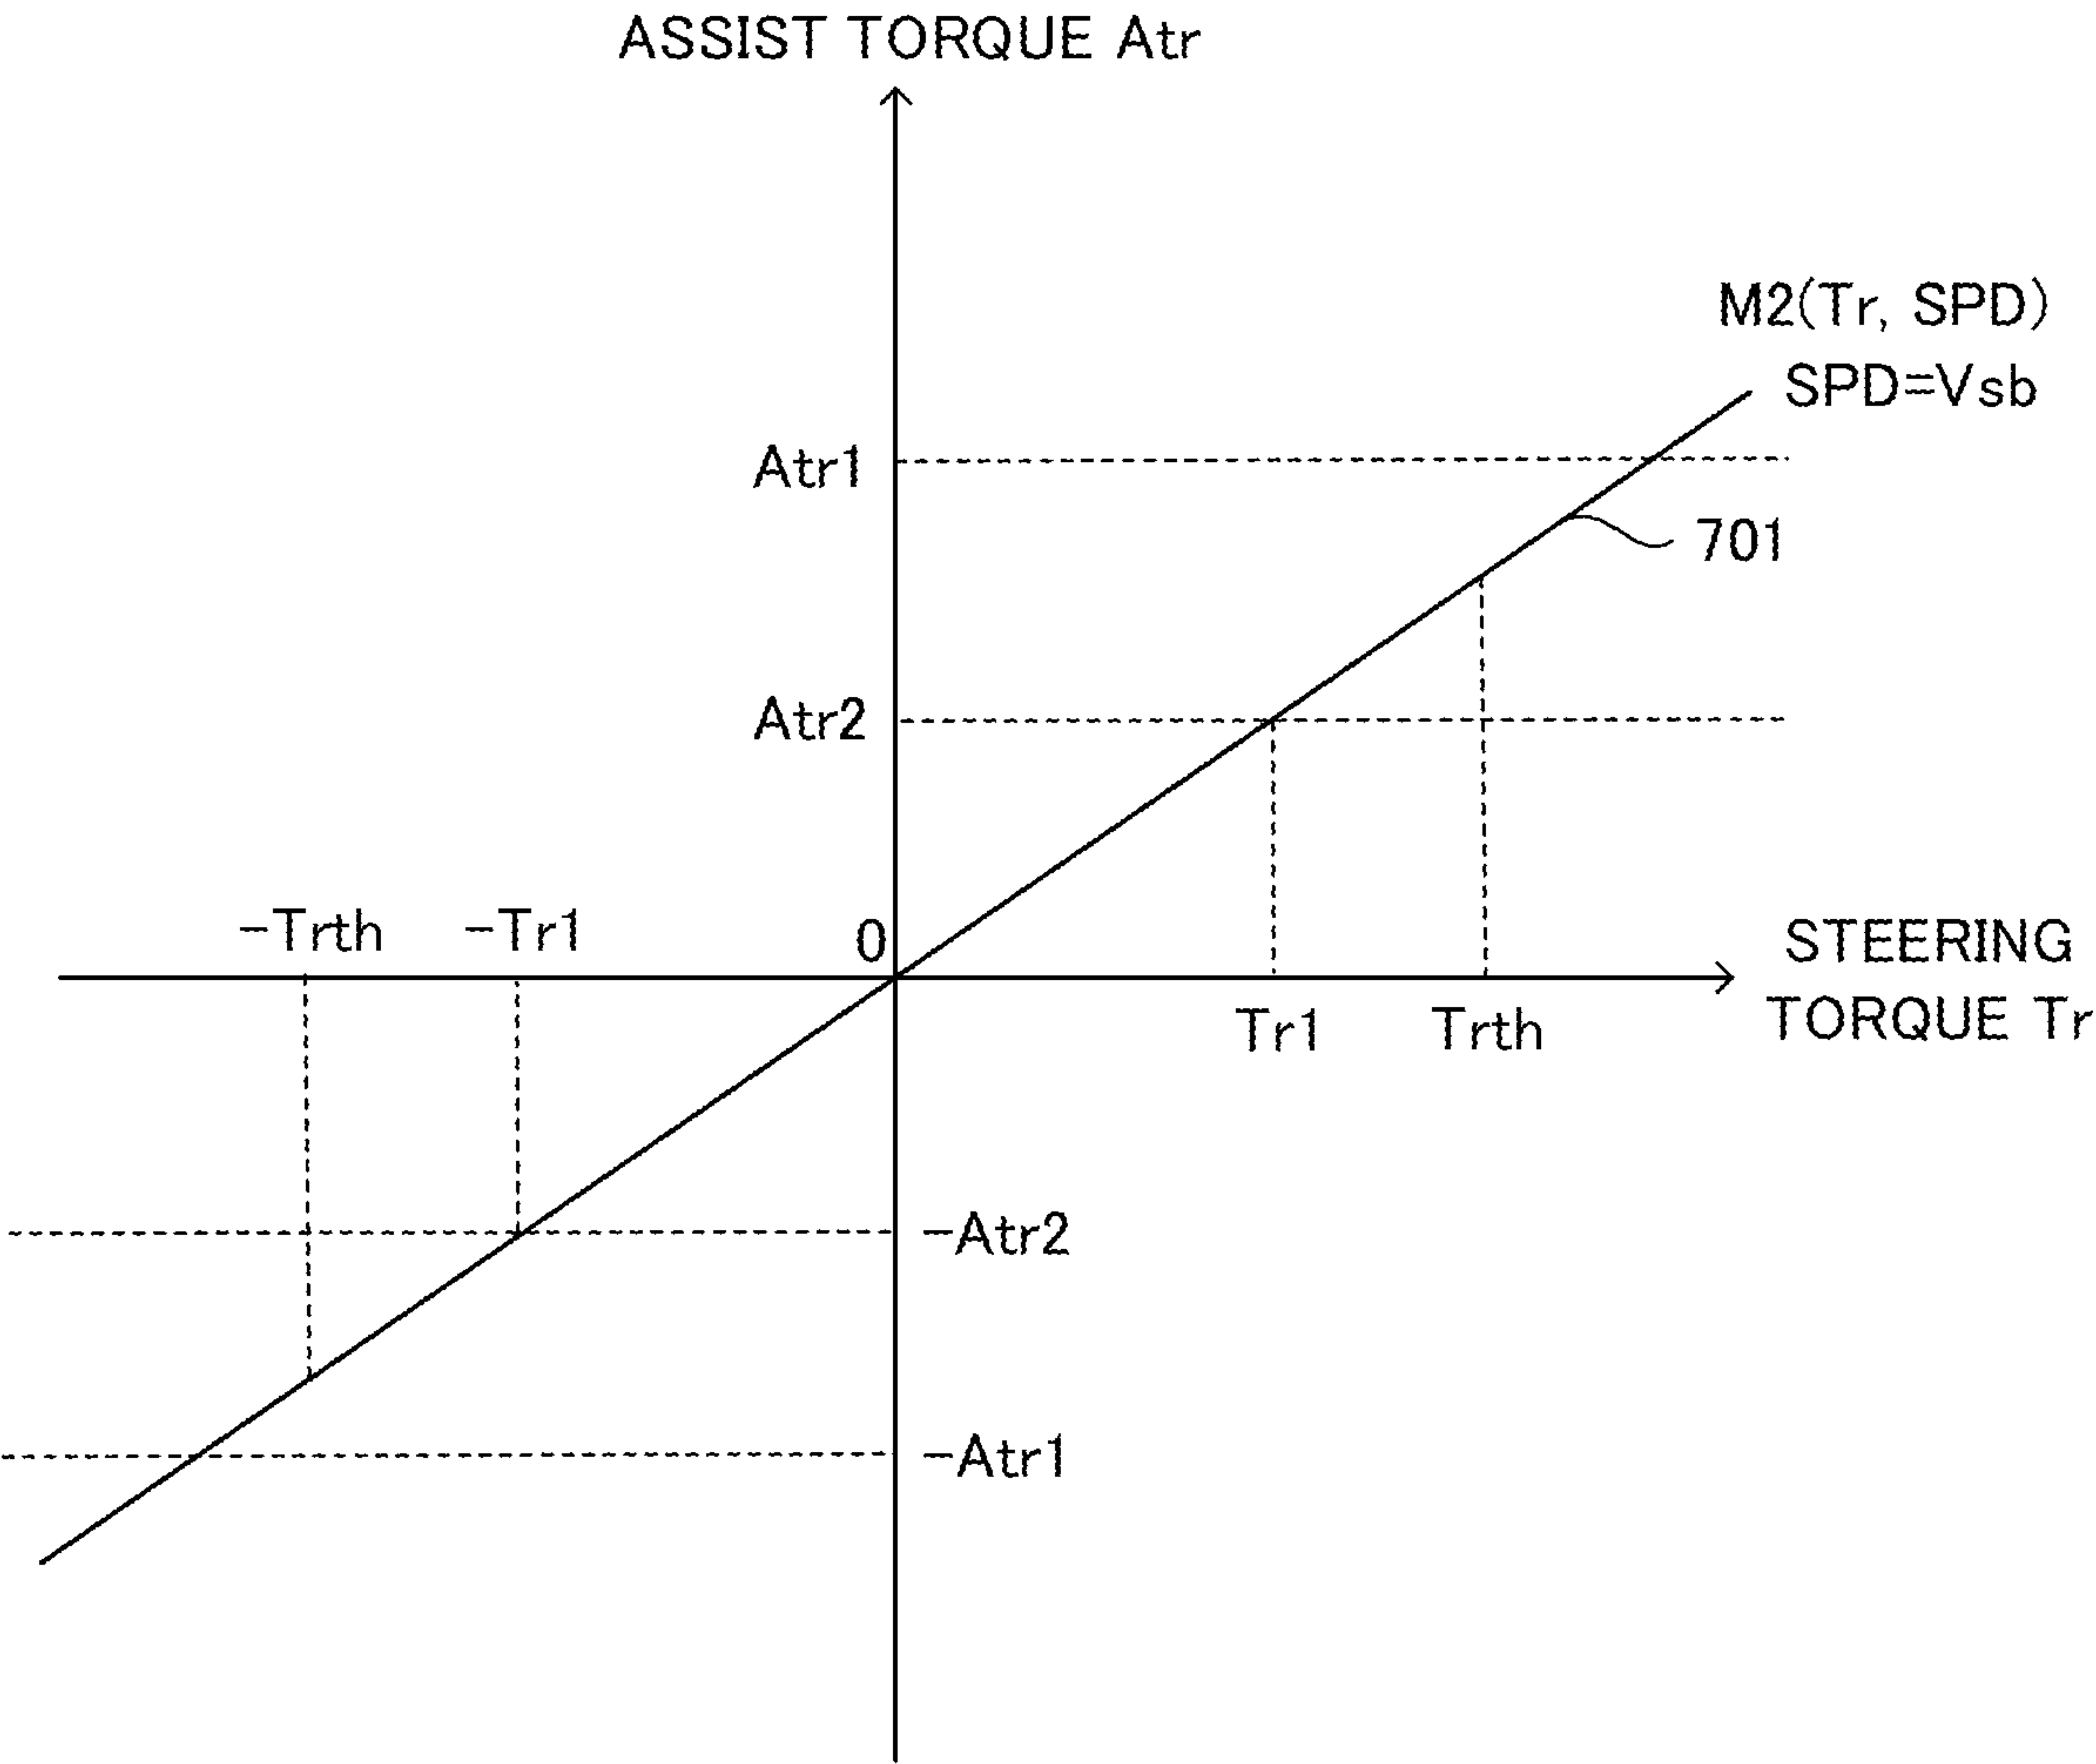 ASSIST TORQUE Atr
M2(Tr, SPD)
SPD=Vsb
Atr1
701
Atr2
-Trth
-Tr1
0
STEERING
TORQUE Tr
Tr1
Trth
-Atr2
-Atr1